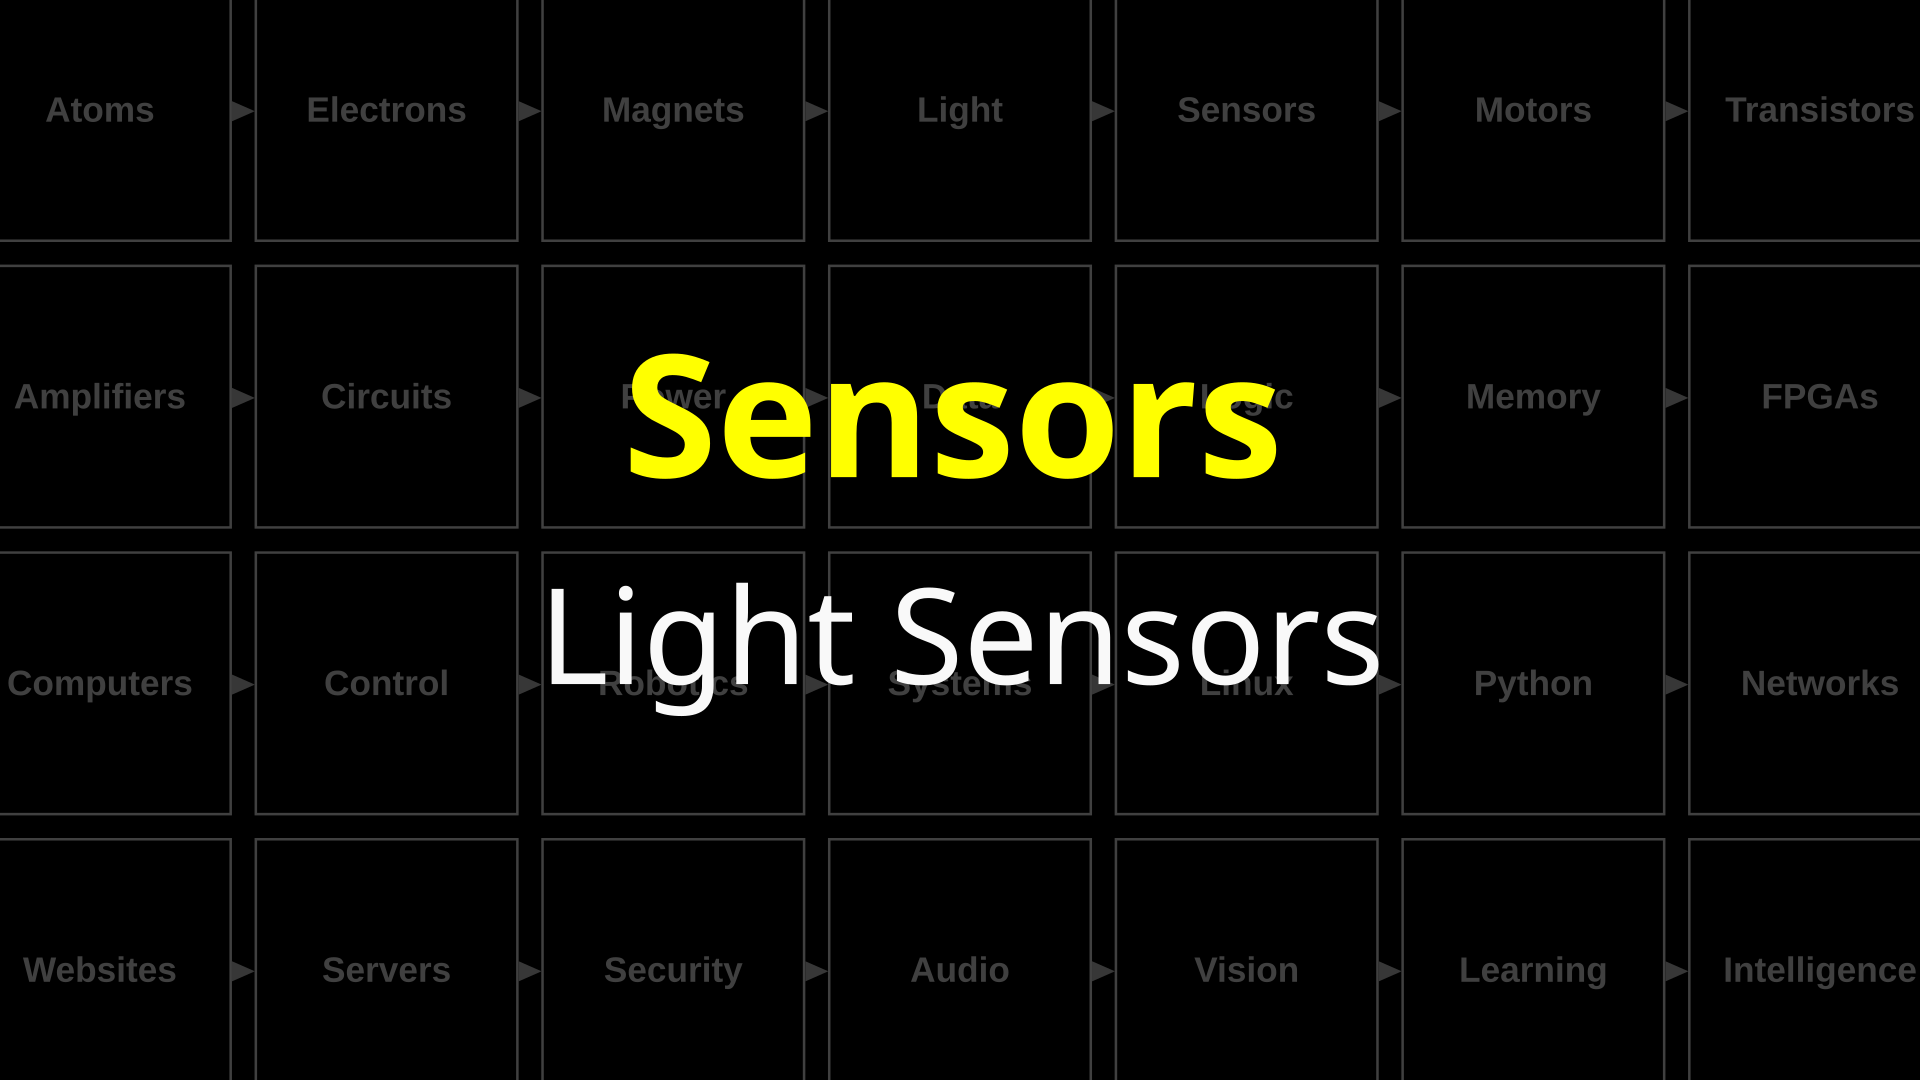 Atoms Electrons Magnets Light Sensors Motors Transistors
Amplifiers Circuits Power Data Logic Memory FPGAs
Sensors
Computers Control Robotics Systems Linux Python Networks
Light Sensors
Websites Servers Security Audio Vision Learning Intelligence